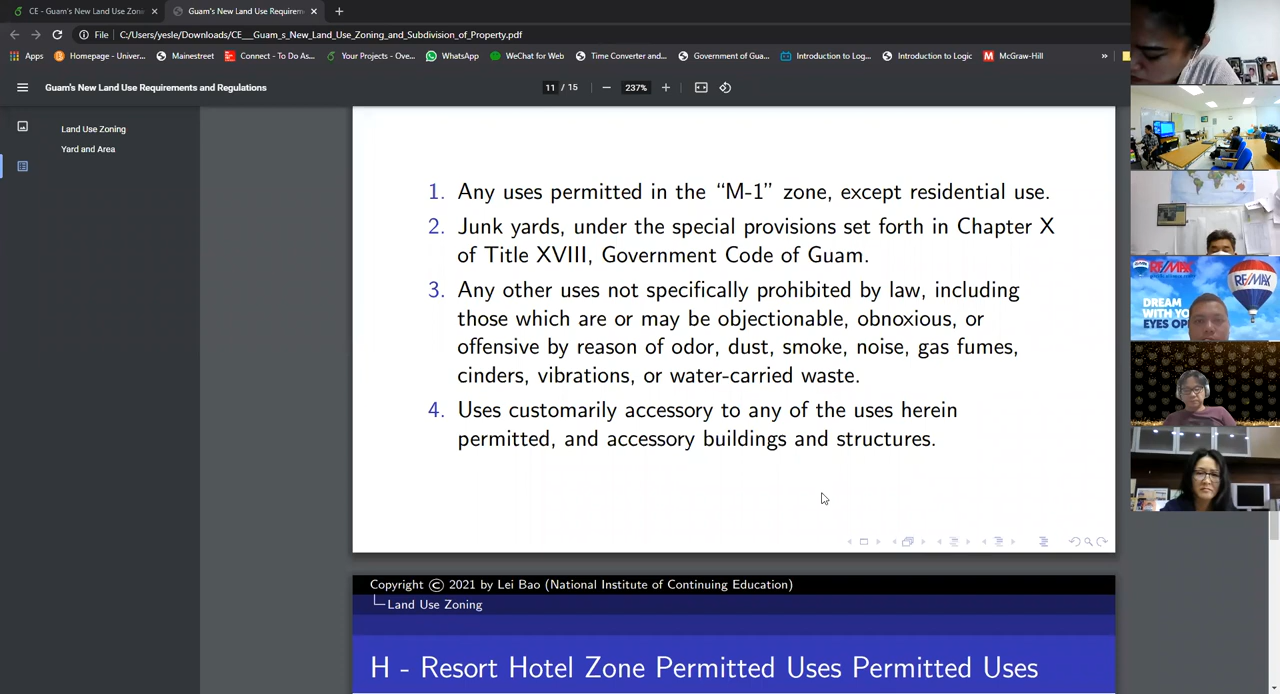 CE - Guam's New Land Use Zoni
Guam's New Land Use Requirem
File
C:/Users/yesle/Downloads/CE__Guam_s_New_Land_Use_Zoning_and_Subdivision_of_Property.pdf
Apps
Homepage - Univer...
Mainestreet
Connect - To Do As...
Your Projects - Ove...
WhatsApp
WeChat for Web
Time Converter and...
Government of Gua...
Introduction to Log...
Introduction to Logic
McGraw-Hill
Guam's New Land Use Requirements and Regulations
11 / 15
237%
Land Use Zoning
Yard and Area
1. Any uses permitted in the “M-1” zone, except residential use.
2. Junk yards, under the special provisions set forth in Chapter X
of Title XVIII, Government Code of Guam.
3. Any other uses not specifically prohibited by law, including
those which are or may be objectionable, obnoxious, or
offensive by reason of odor, dust, smoke, noise, gas fumes,
cinders, vibrations, or water-carried waste.
4. Uses customarily accessory to any of the uses herein
permitted, and accessory buildings and structures.
Copyright © 2021 by Lei Bao (National Institute of Continuing Education)
Land Use Zoning
H - Resort Hotel Zone Permitted Uses Permitted Uses
RE/MAX
RE/MAX
DREAM
WITH YO
EYES OP